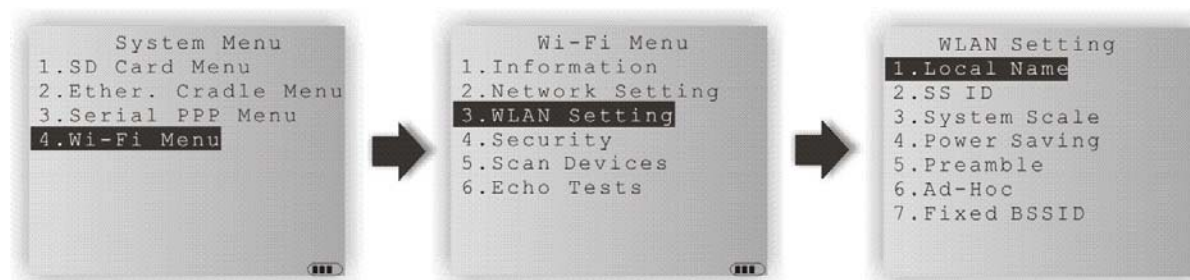 System Menu
1.SD Card Menu
2.Ether. Cradle Menu
3.Serial PPP Menu
4.Wi-Fi Menu
Wi-Fi Menu
1.Information
2.Network Setting
3.WLAN Setting
4.Security
5.Scan Devices
6.Echo Tests
WLAN Setting
1.Local Name
2.SS ID
3.System Scale
4.Power Saving
5.Preamble
6.Ad-Hoc
7.Fixed BSSID